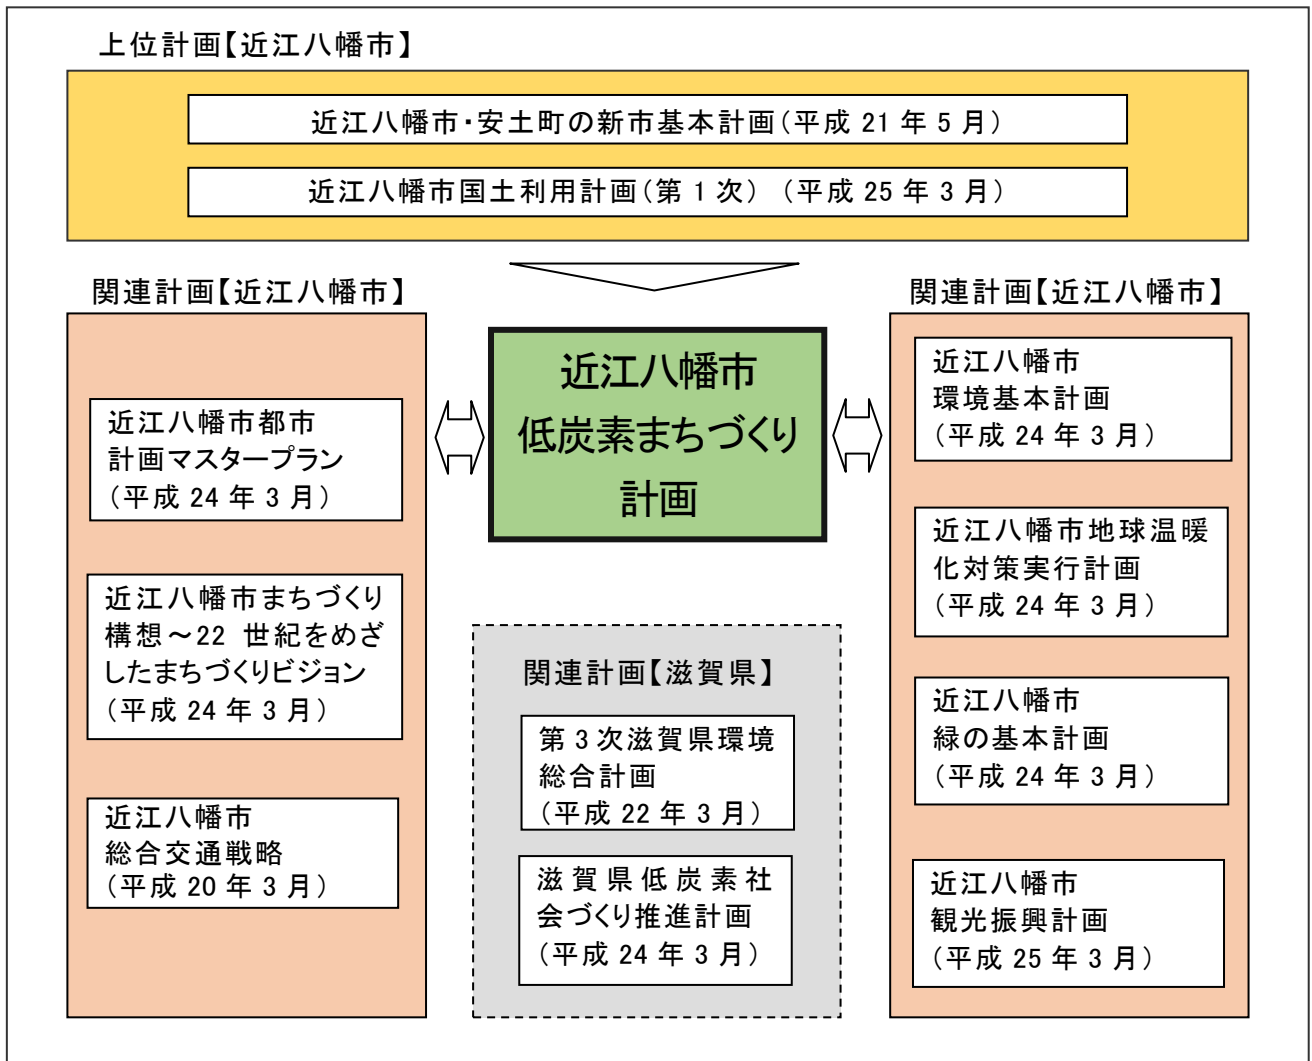 上位計画【近江八幡市】
近江八幡市・安土町の新市基本計画(平成 21 年 5 月)
近江八幡市国土利用計画(第 1 次) (平成 25 年 3 月)
関連計画【近江八幡市】
近江八幡市都市
計画マスタープラン
(平成 24 年 3 月)
近江八幡市まちづくり
構想～22 世紀をめざ
したまちづくりビジョン
(平成 24 年 3 月)
近江八幡市
総合交通戦略
(平成 20 年 3 月)
近江八幡市
低炭素まちづくり
計画
関連計画【滋賀県】
第 3 次滋賀県環境
総合計画
(平成 22 年 3 月)
滋賀県低炭素社
会づくり推進計画
(平成 24 年 3 月)
関連計画【近江八幡市】
近江八幡市
環境基本計画
(平成 24 年 3 月)
近江八幡市地球温暖
化対策実行計画
(平成 24 年 3 月)
近江八幡市
緑の基本計画
(平成 24 年 3 月)
近江八幡市
観光振興計画
(平成 25 年 3 月)